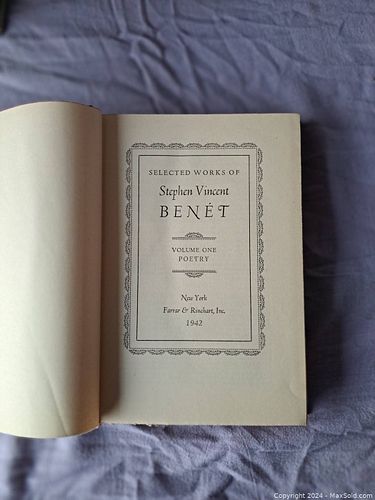 SELECTED WORKS OF
Stephen Vincent
BENÉT
VOLUME ONE
POETRY
New York
Farrar & Rinehart, Inc.
1942
Copyright 2024 - MaxSold.com